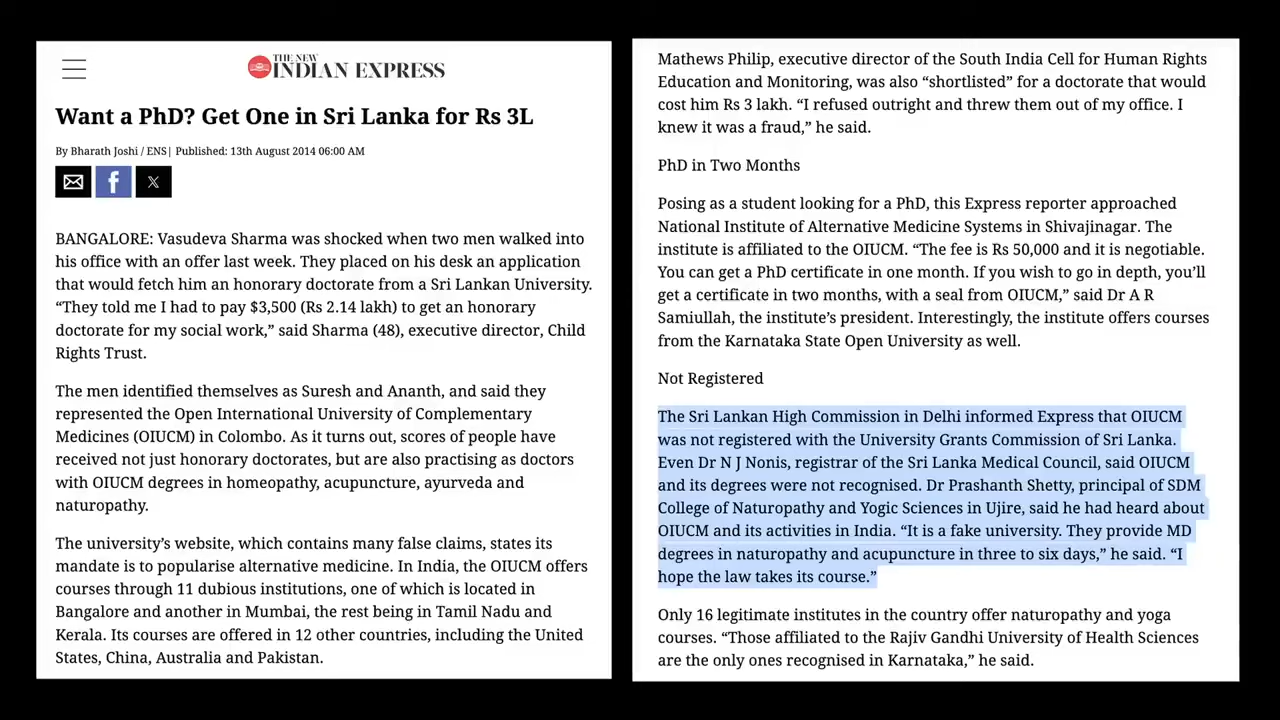 THE NEW
INDIAN EXPRESS
Want a PhD? Get One in Sri Lanka for Rs 3L
By Bharath Joshi / ENS| Published: 13th August 2014 06:00 AM
BANGALORE: Vasudeva Sharma was shocked when two men walked into
his office with an offer last week. They placed on his desk an application
that would fetch him an honorary doctorate from a Sri Lankan University.
“They told me I had to pay $3,500 (Rs 2.14 lakh) to get an honorary
doctorate for my social work,” said Sharma (48), executive director, Child
Rights Trust.
The men identified themselves as Suresh and Ananth, and said they
represented the Open International University of Complementary
Medicines (OIUCM) in Colombo. As it turns out, scores of people have
received not just honorary doctorates, but are also practising as doctors
with OIUCM degrees in homeopathy, acupuncture, ayurveda and
naturopathy.
The university’s website, which contains many false claims, states its
mandate is to popularise alternative medicine. In India, the OIUCM offers
courses through 11 dubious institutions, one of which is located in
Bangalore and another in Mumbai, the rest being in Tamil Nadu and
Kerala. Its courses are offered in 12 other countries, including the United
States, China, Australia and Pakistan.
Mathews Philip, executive director of the South India Cell for Human Rights
Education and Monitoring, was also “shortlisted” for a doctorate that would
cost him Rs 3 lakh. “I refused outright and threw them out of my office. I
knew it was a fraud,” he said.
PhD in Two Months
Posing as a student looking for a PhD, this Express reporter approached
National Institute of Alternative Medicine Systems in Shivajinagar. The
institute is affiliated to the OIUCM. “The fee is Rs 50,000 and it is negotiable.
You can get a PhD certificate in one month. If you wish to go in depth, you’ll
get a certificate in two months, with a seal from OIUCM,” said Dr A R
Samiullah, the institute’s president. Interestingly, the institute offers courses
from the Karnataka State Open University as well.
Not Registered
The Sri Lankan High Commission in Delhi informed Express that OIUCM
was not registered with the University Grants Commission of Sri Lanka.
Even Dr N J Nonis, registrar of the Sri Lanka Medical Council, said OIUCM
and its degrees were not recognised. Dr Prashanth Shetty, principal of SDM
College of Naturopathy and Yogic Sciences in Ujire, said he had heard about
OIUCM and its activities in India. “It is a fake university. They provide MD
degrees in naturopathy and acupuncture in three to six days,” he said. “I
hope the law takes its course.”
Only 16 legitimate institutes in the country offer naturopathy and yoga
courses. “Those affiliated to the Rajiv Gandhi University of Health Sciences
are the only ones recognised in Karnataka,” he said.